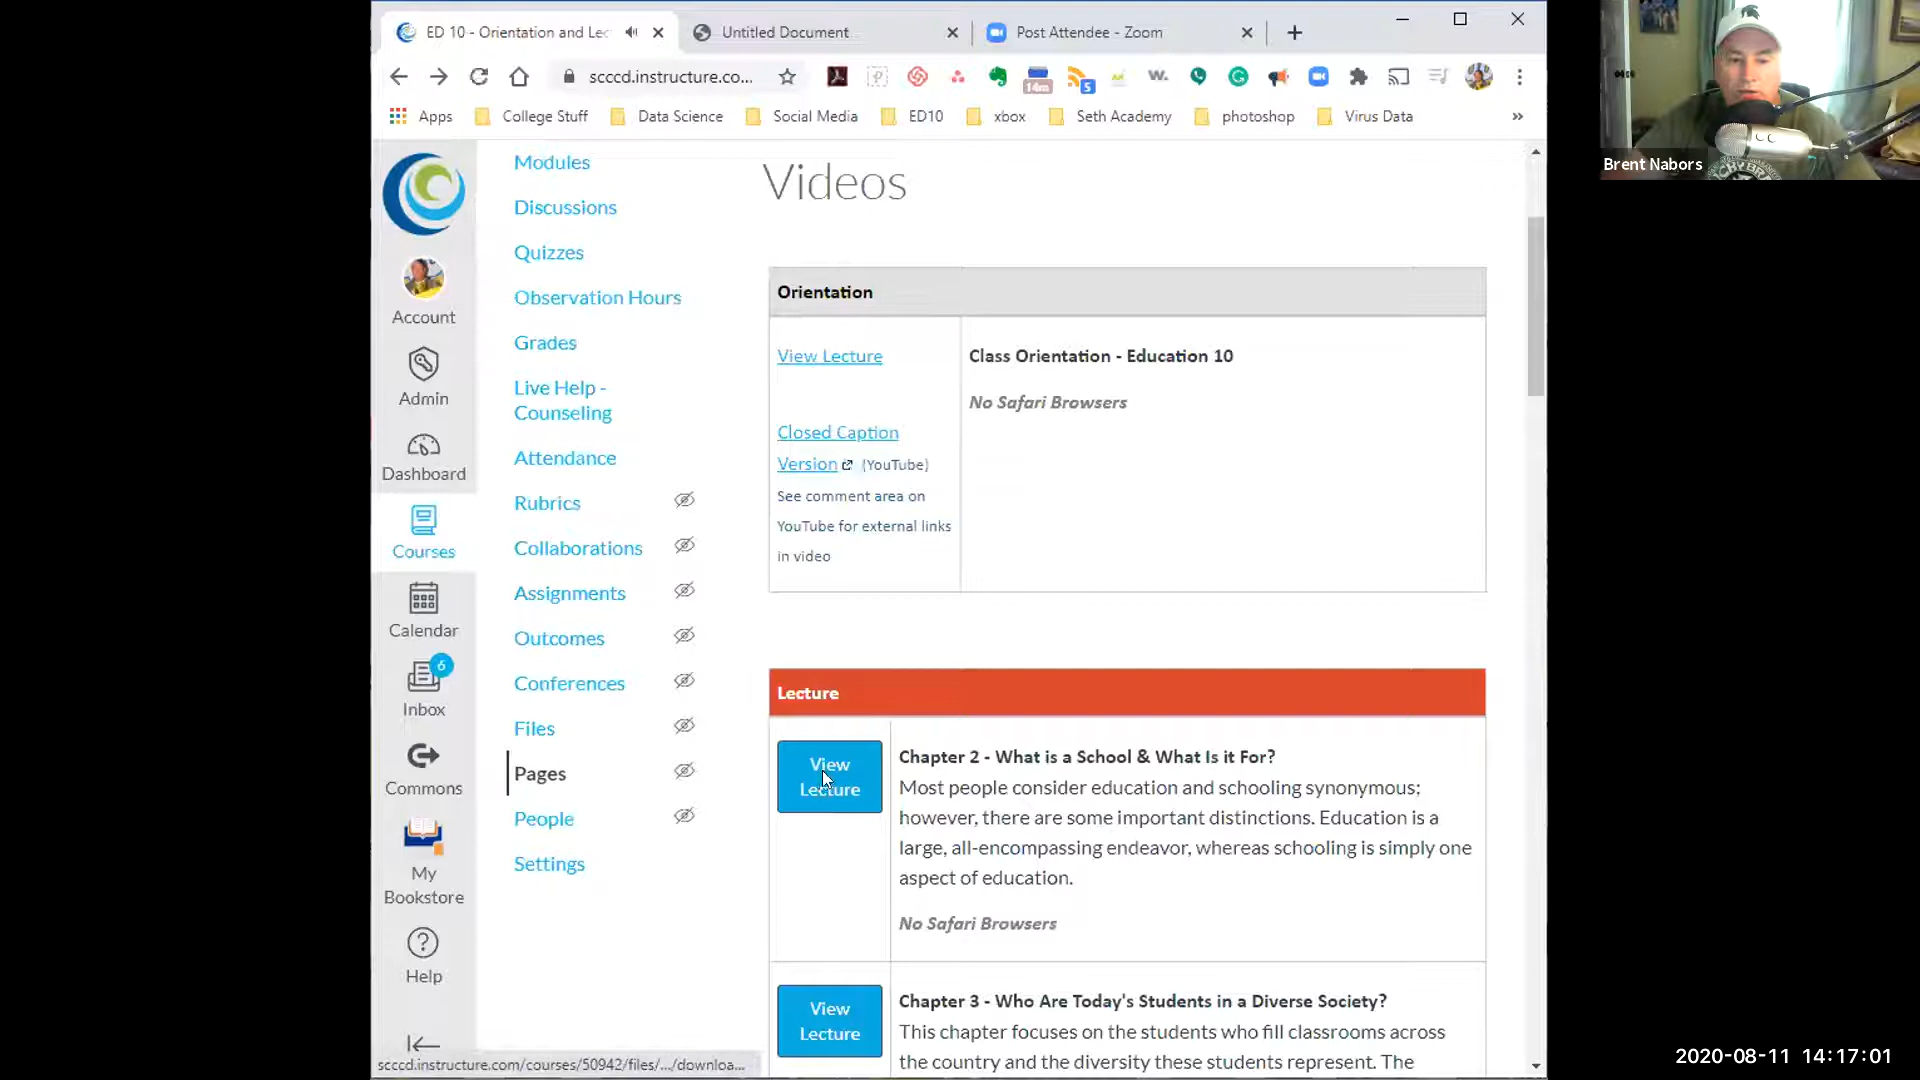 ED 10 - Orientation and Lec
Untitled Document
Post Attendee - Zoom
scccd.instructure.co...
14m
5
W.
Apps
College Stuff
Data Science
Social Media
ED10
xbox
Seth Academy
photoshop
Virus Data
»
Brent Nabors
Account
Admin
Dashboard
Courses
Calendar
6
Inbox
Commons
My
Bookstore
Help
Modules
Discussions
Quizzes
Observation Hours
Grades
Live Help -
Counseling
Attendance
Rubrics
Collaborations
Assignments
Outcomes
Conferences
Files
Pages
People
Settings
Videos
Orientation
View Lecture
Closed Caption
Version (YouTube)
See comment area on
YouTube for external links
in video
Class Orientation - Education 10
No Safari Browsers
Lecture
View
Lecture
Chapter 2 - What is a School & What Is it For?
Most people consider education and schooling synonymous;
however, there are some important distinctions. Education is a
large, all-encompassing endeavor, whereas schooling is simply one
aspect of education.
No Safari Browsers
View
Lecture
Chapter 3 - Who Are Today's Students in a Diverse Society?
This chapter focuses on the students who fill classrooms across
the country and the diversity these students represent. The
scccd.instructure.com/courses/50942/files/.../downloa...
2020-08-11 14:17:01